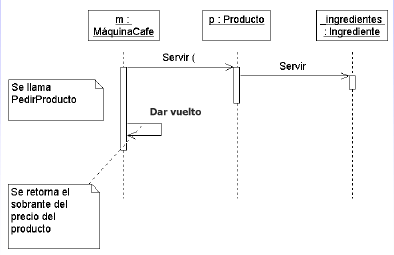 m :
MáquinaCafe
p : Producto
_ingredientes
: Ingrediente
Servir (
Servir
Se llama
PedirProducto
Dar vuelto
Se retorna el
sobrante del
precio del
producto